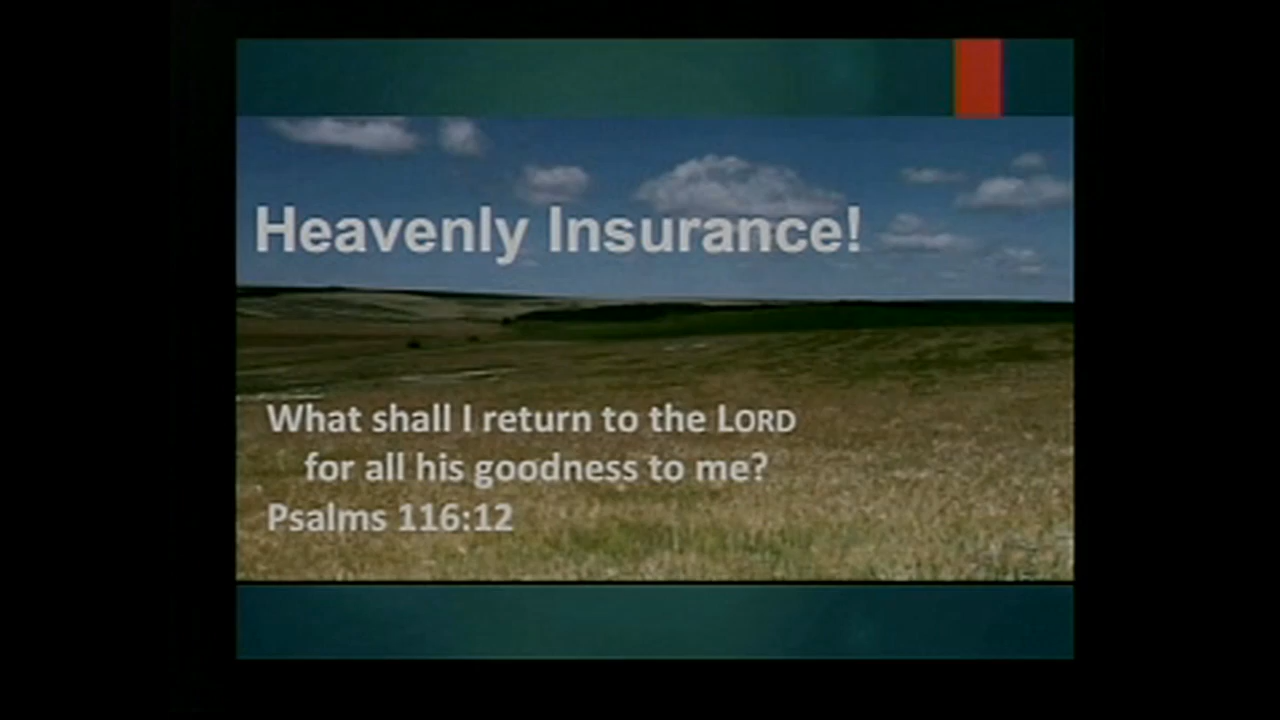 Heavenly Insurance!
What shall I return to the LORD
for all his goodness to me?
Psalms 116:12